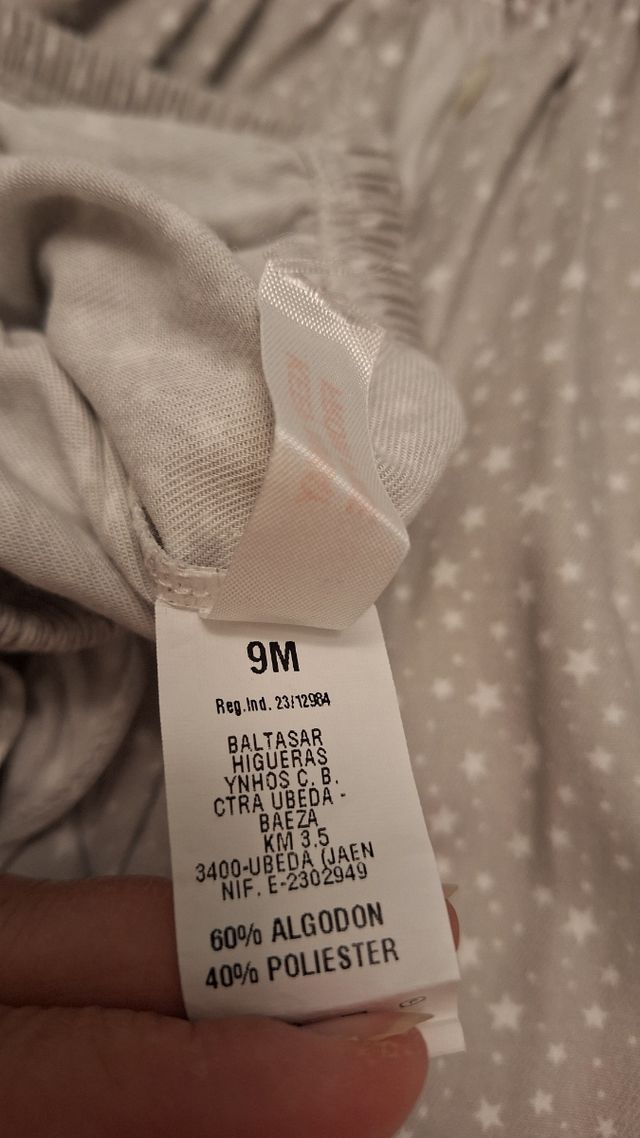 9M
Reg.Ind. 23/12984
BALTASAR
HIGUERAS
YNHOS C. B.
CTRA UBEDA -
BAEZA
KM 3.5
3400-UBEDA (JAEN
NIF. E-2302949
60% ALGODON
40% POLIESTER